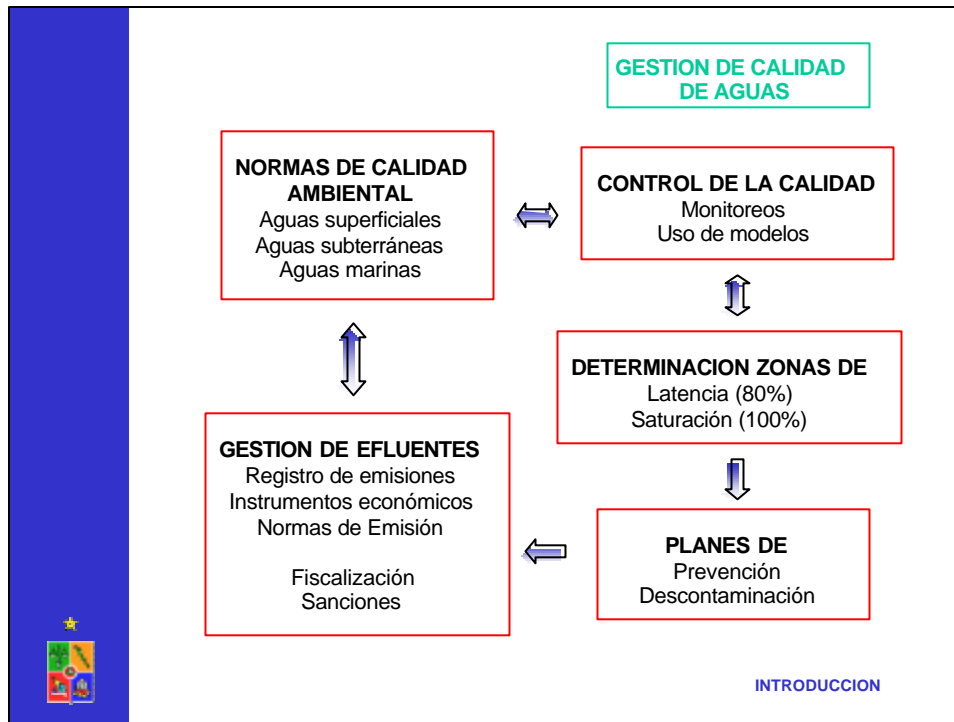 GESTION DE CALIDAD
DE AGUAS
NORMAS DE CALIDAD
AMBIENTAL
Aguas superficiales
Aguas subterráneas
Aguas marinas
CONTROL DE LA CALIDAD
Monitoreos
Uso de modelos
DETERMINACION ZONAS DE
Latencia (80%)
Saturación (100%)
GESTION DE EFLUENTES
Registro de emisiones
Instrumentos económicos
Normas de Emisión
Fiscalización
Sanciones
PLANES DE
Prevención
Descontaminación
INTRODUCCION